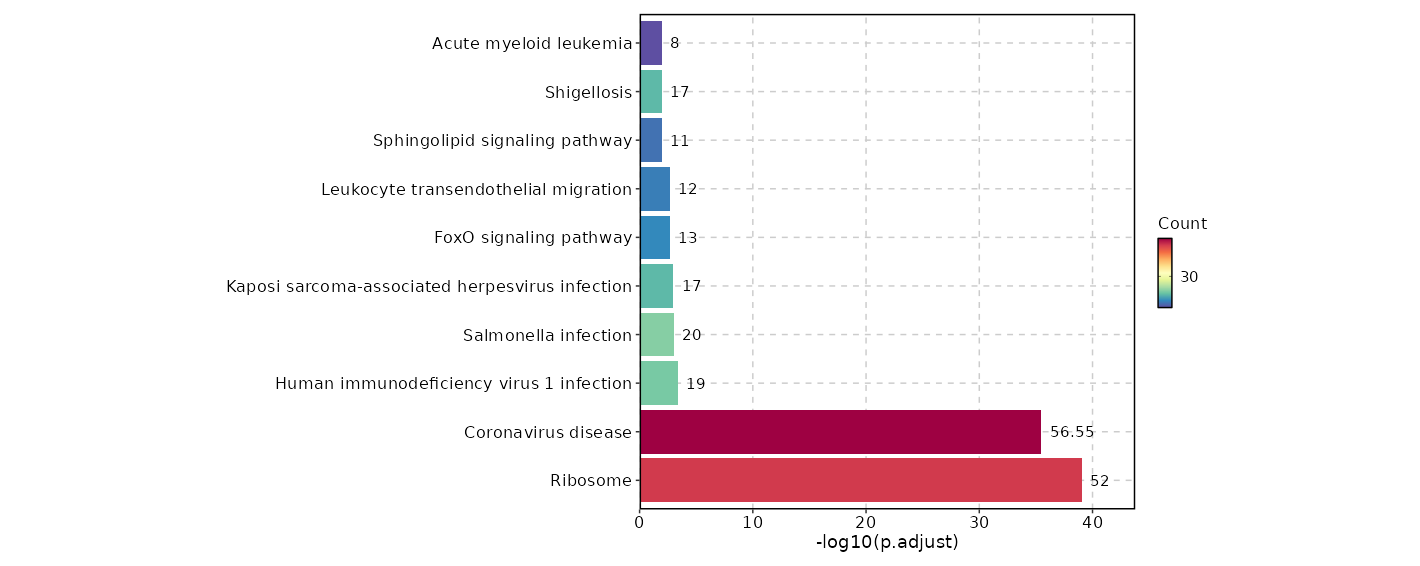 Acute myeloid leukemia 8
Shigellosis 17
Sphingolipid signaling pathway 11
Leukocyte transendothelial migration 12
FoxO signaling pathway 13
Kaposi sarcoma-associated herpesvirus infection 17
Salmonella infection 20
Human immunodeficiency virus 1 infection 19
Coronavirus disease 56.55
Ribosome 52
0 10 20 30 40
-log10(p.adjust)
Count
30